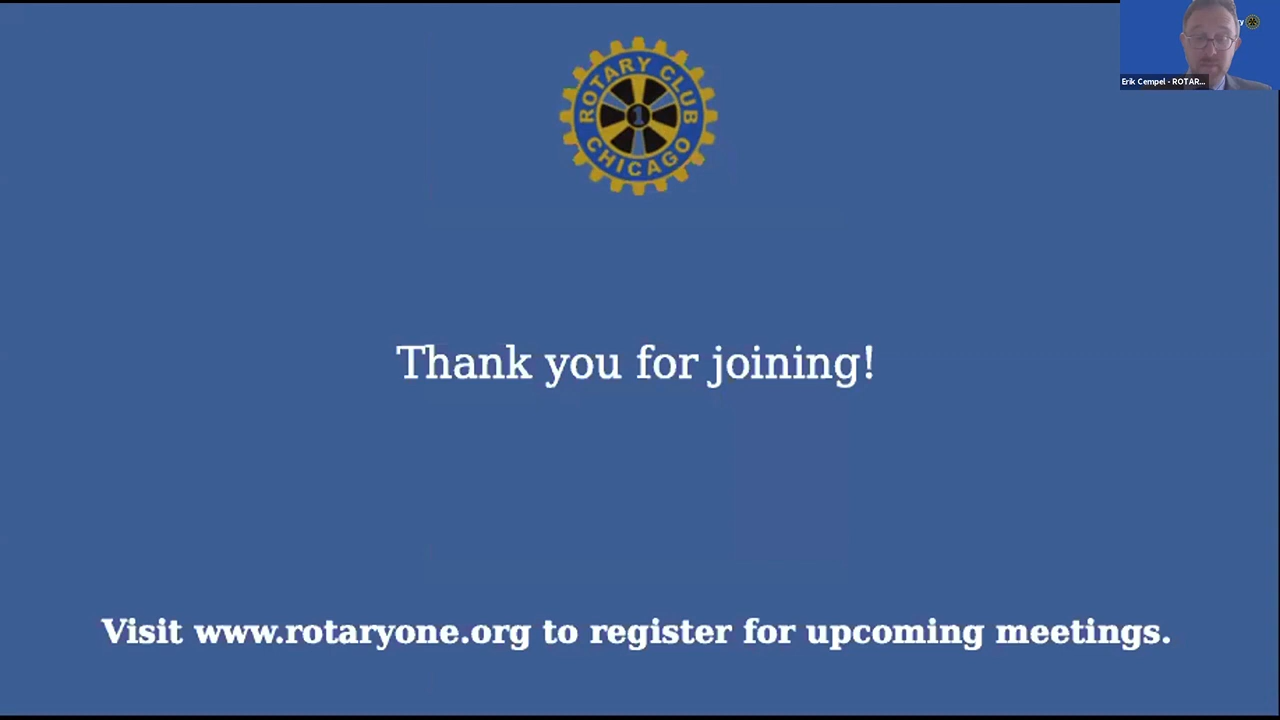 ROTARY CLUB
1
CHICAGO
ry
Erik Cempel - ROTAR...
Thank you for joining!
Visit www.rotaryone.org to register for upcoming meetings.